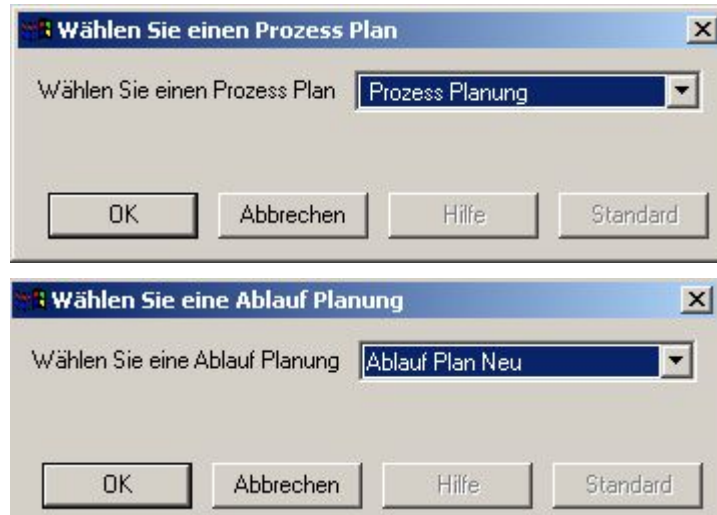 Wählen Sie einen Prozess Plan
Wählen Sie einen Prozess Plan Prozess Planung
OK Abbrechen Hilfe Standard
Wählen Sie eine Ablauf Planung
Wählen Sie eine Ablauf Planung Ablauf Plan Neu
OK Abbrechen Hilfe Standard